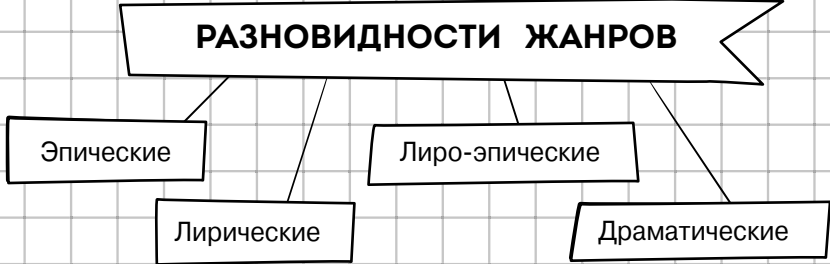 РАЗНОВИДНОСТИ ЖАНРОВ
Эпические
Лиро-эпические
Лирические
Драматические